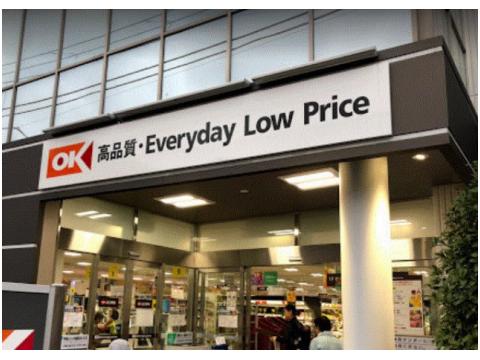 OK 高品質・Everyday Low Price